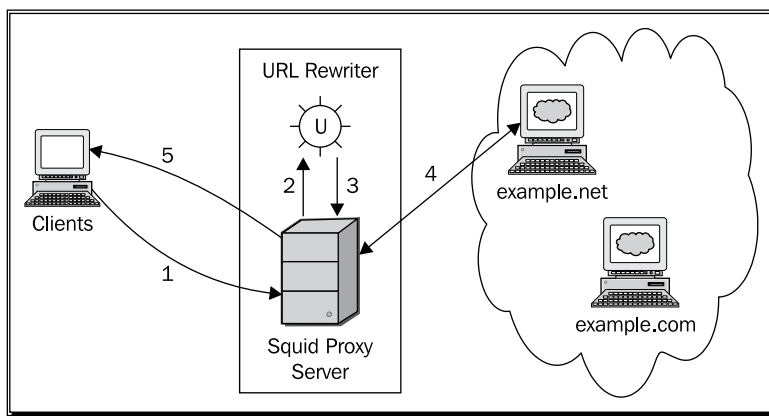 URL Rewriter
U
5
2
3
4
example.net
Clients
1
example.com
Squid Proxy
Server